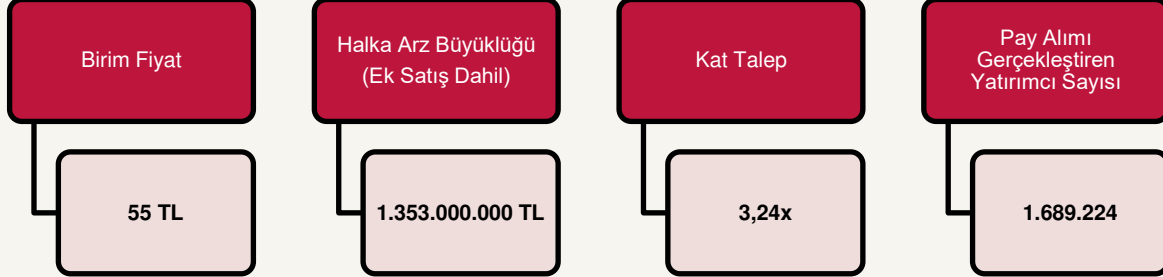 Birim Fiyat
55 TL
Halka Arz Büyüklüğü
(Ek Satış Dahil)
1.353.000.000 TL
Kat Talep
3,24x
Pay Alımı
Gerçekleştiren
Yatırımcı Sayısı
1.689.224